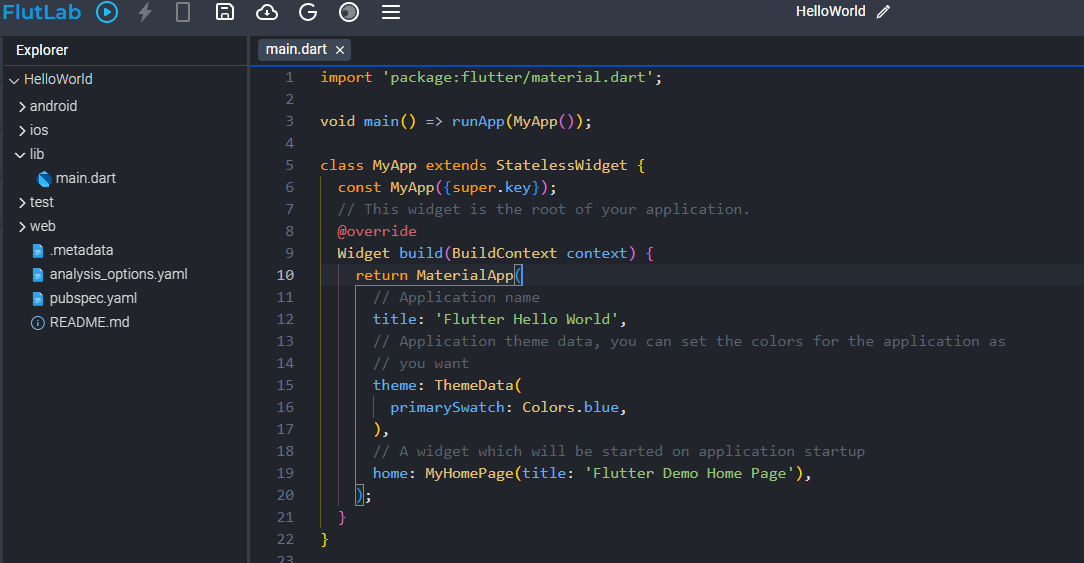 FlutLab
HelloWorld
Explorer
main.dart ×
HelloWorld
android
ios
lib
main.dart
test
web
.metadata
analysis_options.yaml
pubspec.yaml
README.md
1 import 'package:flutter/material.dart';
2
3 void main() => runApp(MyApp());
4
5 class MyApp extends StatelessWidget {
6 const MyApp({super.key});
7 // This widget is the root of your application.
8 @override
9 Widget build(BuildContext context) {
10 return MaterialApp(
11 // Application name
12 title: 'Flutter Hello World',
13 // Application theme data, you can set the colors for the application as
14 // you want
15 theme: ThemeData(
16 primarySwatch: Colors.blue,
17 ),
18 // A widget which will be started on application startup
19 home: MyHomePage(title: 'Flutter Demo Home Page'),
20 );
21 }
22 }
23